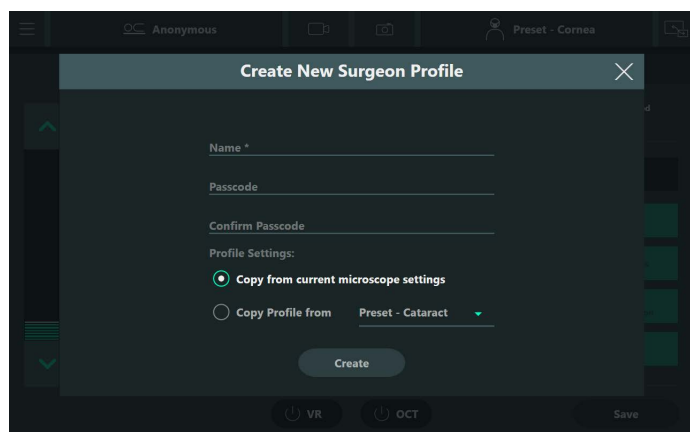 Anonymous
Preset - Cornea
Create New Surgeon Profile
Name *
Passcode
Confirm Passcode
Profile Settings:
Copy from current microscope settings
Copy Profile from Preset - Cataract
Create
VR OCT Save